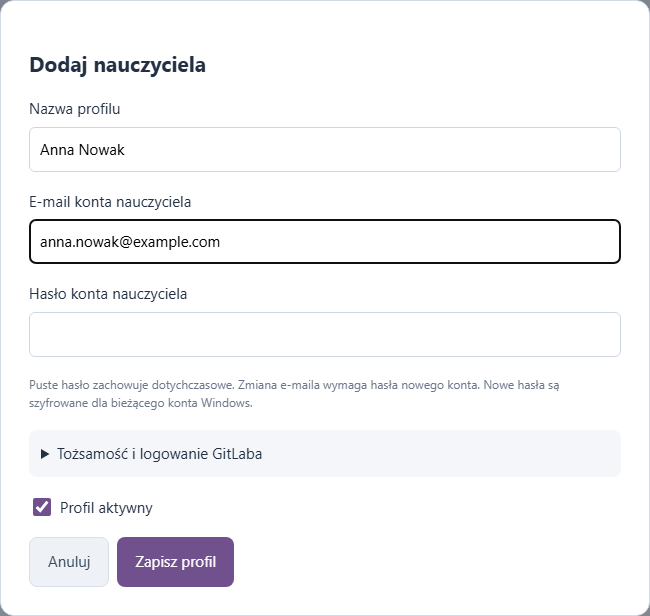 Dodaj nauczyciela
Nazwa profilu
Anna Nowak
E-mail konta nauczyciela
anna.nowak@example.com
Hasło konta nauczyciela
Puste hasło zachowuje dotychczasowe. Zmiana e-maila wymaga hasła nowego konta. Nowe hasła są
szyfrowane dla bieżącego konta Windows.
Tożsamość i logowanie GitLaba
Profil aktywny
Anuluj
Zapisz profil